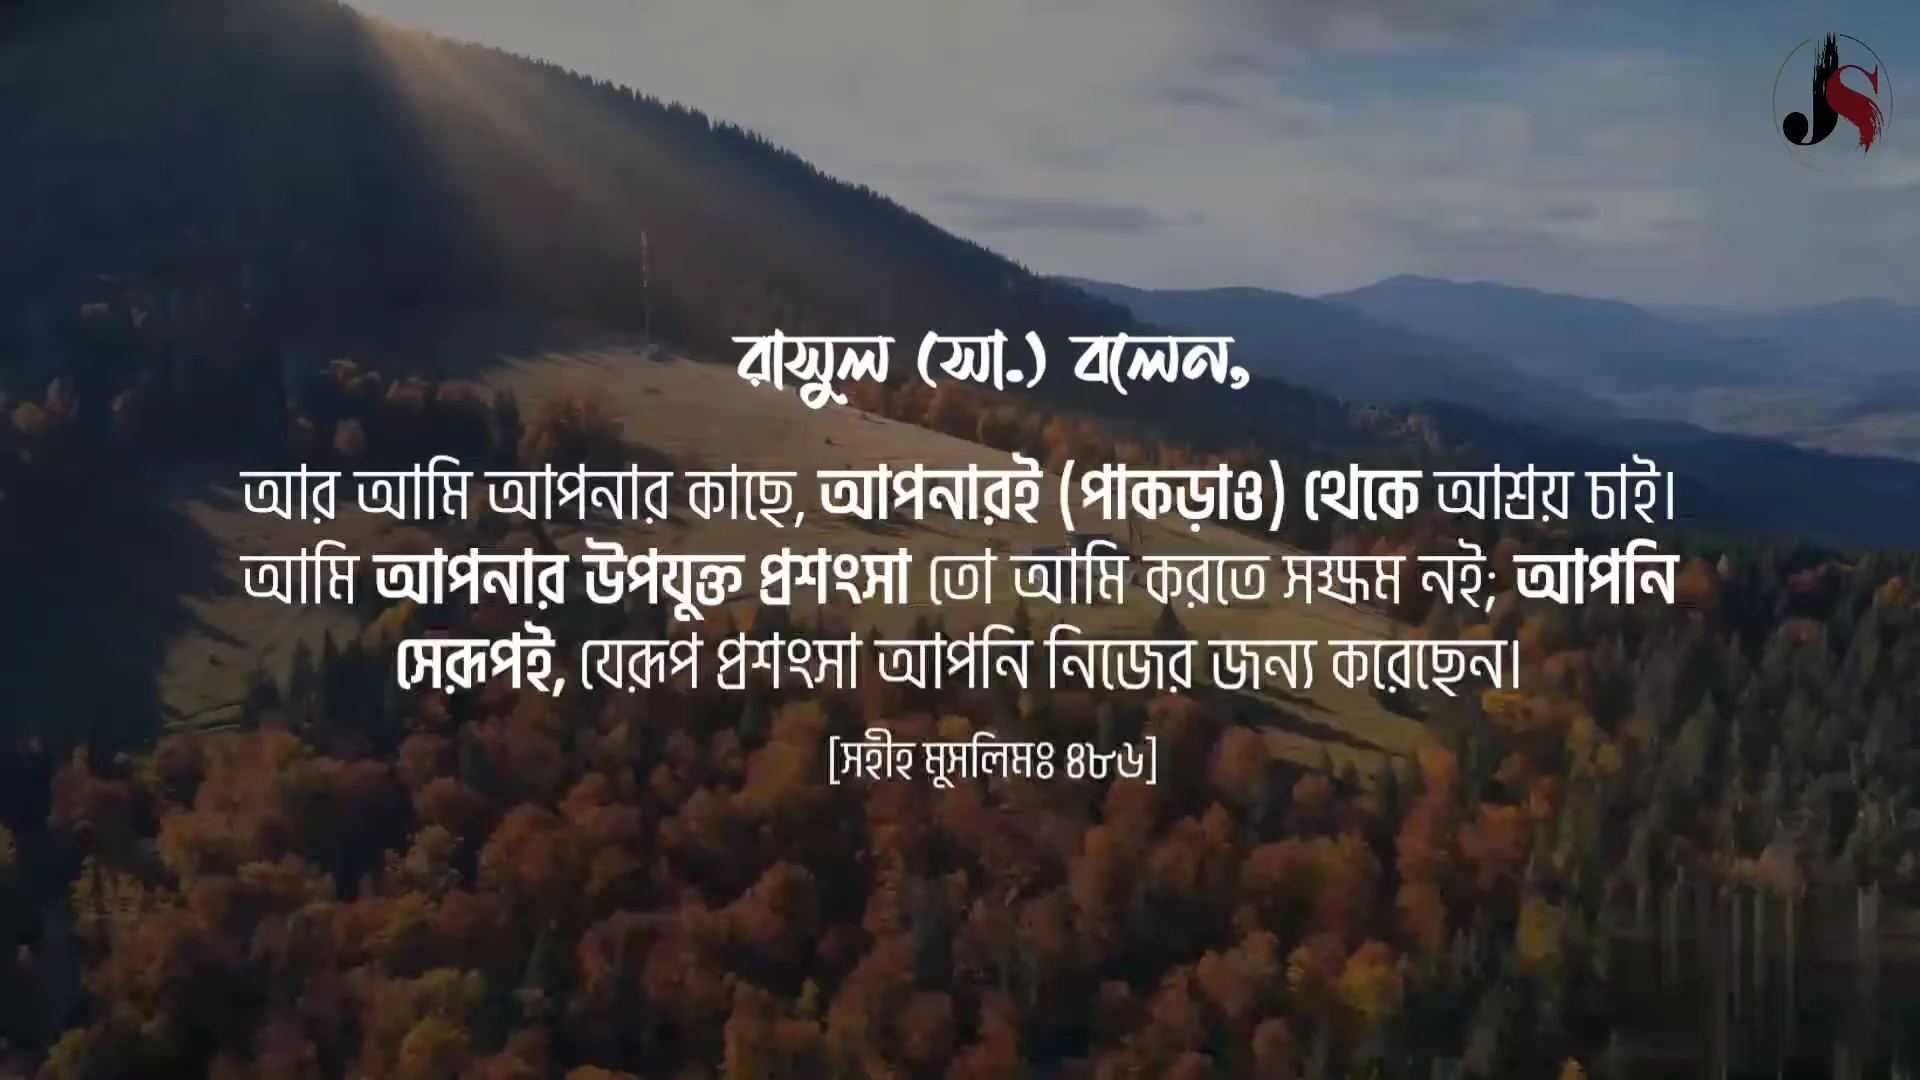 JS
রাসুল (সা.) বলেন,
আর আমি আপনার কাছে, আপনারই (পাকড়াও) থেকে আশ্রয় চাই।
আমি আপনার উপযুক্ত প্রশংসা তো আমি করতে সক্ষম নই; আপনি
সেরূপই, যেরূপ প্রশংসা আপনি নিজের জন্য করেছেন।
[সহীহ মুসলিমঃ ৪৮৬]